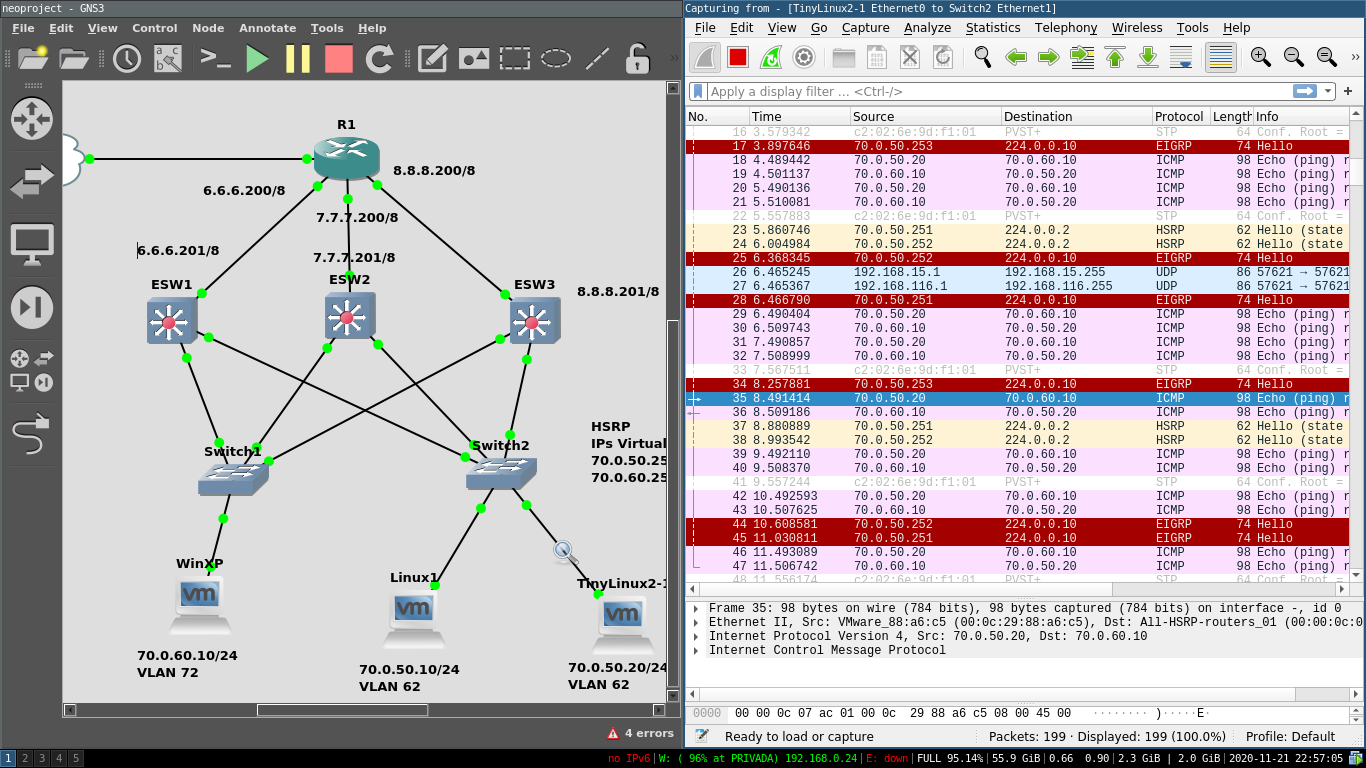 neoproject - GNS3
File Edit View Control Node Annotate Tools Help
R1
8.8.8.200/8
6.6.6.200/8
7.7.7.200/8
6.6.6.201/8
7.7.7.201/8
ESW1
ESW2
ESW3
8.8.8.201/8
HSRP
IPs Virtual
70.0.50.25
70.0.60.25
Switch1
Switch2
WinXP
Linux1
TinyLinux2-1
vm
vm
vm
70.0.60.10/24
VLAN 72
70.0.50.10/24
VLAN 62
70.0.50.20/24
VLAN 62
4 errors
Capturing from - [TinyLinux2-1 Ethernet0 to Switch2 Ethernet1]
File Edit View Go Capture Analyze Statistics Telephony Wireless Tools Help
Apply a display filter ... <Ctrl-/>
No. Time Source Destination Protocol Length Info
16 3.579342 c2:02:6e:9d:f1:01 PVST+ STP 64 Conf. Root =
17 3.897646 70.0.50.253 224.0.0.10 EIGRP 74 Hello
18 4.489442 70.0.50.20 70.0.60.10 ICMP 98 Echo (ping) r
19 4.501137 70.0.60.10 70.0.50.20 ICMP 98 Echo (ping) r
20 5.490136 70.0.50.20 70.0.60.10 ICMP 98 Echo (ping) r
21 5.510081 70.0.60.10 70.0.50.20 ICMP 98 Echo (ping) r
22 5.557883 c2:02:6e:9d:f1:01 PVST+ STP 64 Conf. Root =
23 5.860746 70.0.50.251 224.0.0.2 HSRP 62 Hello (state
24 6.004984 70.0.50.252 224.0.0.2 HSRP 62 Hello (state
25 6.368345 70.0.50.252 224.0.0.10 EIGRP 74 Hello
26 6.465245 192.168.15.1 192.168.15.255 UDP 86 57621 → 57621
27 6.465367 192.168.116.1 192.168.116.255 UDP 86 57621 → 57621
28 6.466790 70.0.50.251 224.0.0.10 EIGRP 74 Hello
29 6.490404 70.0.50.20 70.0.60.10 ICMP 98 Echo (ping) r
30 6.509743 70.0.60.10 70.0.50.20 ICMP 98 Echo (ping) r
31 7.490857 70.0.50.20 70.0.60.10 ICMP 98 Echo (ping) r
32 7.508999 70.0.60.10 70.0.50.20 ICMP 98 Echo (ping) r
33 7.567511 c2:02:6e:9d:f1:01 PVST+ STP 64 Conf. Root =
34 8.257881 70.0.50.253 224.0.0.10 EIGRP 74 Hello
35 8.491414 70.0.50.20 70.0.60.10 ICMP 98 Echo (ping) r
36 8.509186 70.0.60.10 70.0.50.20 ICMP 98 Echo (ping) r
37 8.880889 70.0.50.251 224.0.0.2 HSRP 62 Hello (state
38 8.993542 70.0.50.252 224.0.0.2 HSRP 62 Hello (state
39 9.492110 70.0.50.20 70.0.60.10 ICMP 98 Echo (ping) r
40 9.508370 70.0.60.10 70.0.50.20 ICMP 98 Echo (ping) r
41 9.557244 c2:02:6e:9d:f1:01 PVST+ STP 64 Conf. Root =
42 10.492593 70.0.50.20 70.0.60.10 ICMP 98 Echo (ping) r
43 10.507625 70.0.60.10 70.0.50.20 ICMP 98 Echo (ping) r
44 10.608581 70.0.50.252 224.0.0.10 EIGRP 74 Hello
45 11.030811 70.0.50.251 224.0.0.10 EIGRP 74 Hello
46 11.493089 70.0.50.20 70.0.60.10 ICMP 98 Echo (ping) r
47 11.506742 70.0.60.10 70.0.50.20 ICMP 98 Echo (ping) r
48 11.556174 c2:02:6e:9d:f1:01 PVST+ STP 64 Conf. Root =
Frame 35: 98 bytes on wire (784 bits), 98 bytes captured (784 bits) on interface -, id 0
Ethernet II, Src: VMware_88:a6:c5 (00:0c:29:88:a6:c5), Dst: All-HSRP-routers_01 (00:00:0c:0
Internet Protocol Version 4, Src: 70.0.50.20, Dst: 70.0.60.10
Internet Control Message Protocol
0000 00 00 0c 07 ac 01 00 0c 29 88 a6 c5 08 00 45 00 ········ )·····E·
Ready to load or capture Packets: 199 · Displayed: 199 (100.0%) Profile: Default
1 2 3 4 5 no IPv6|W: ( 96% at PRIVADA) 192.168.0.24|E: down|FULL 95.14%|55.9 GiB|0.66 0.90|2.3 GiB | 2.0 GiB|2020-11-21 22:57:05